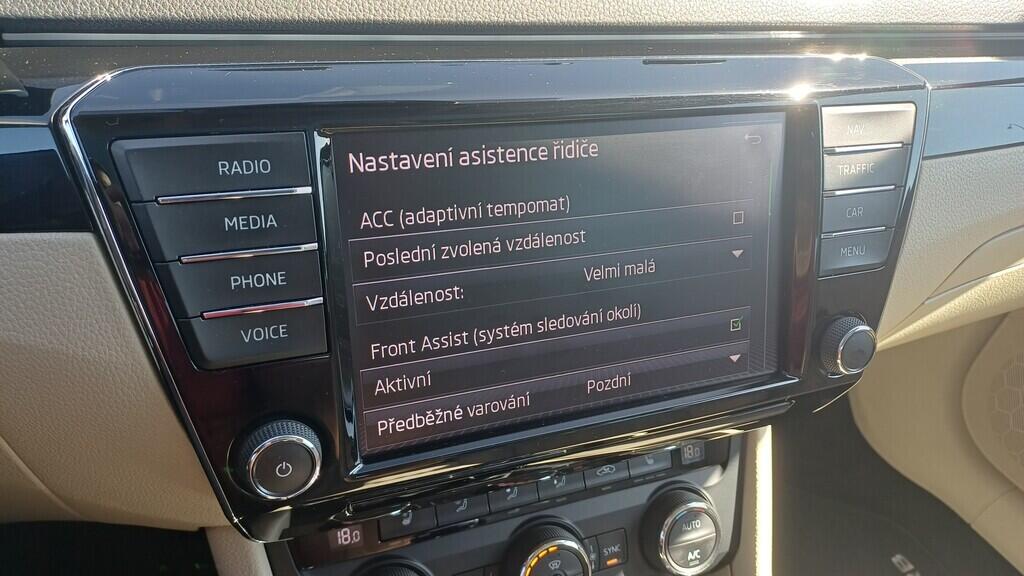 RADIO
MEDIA
PHONE
VOICE
Nastavení asistence řidiče
ACC (adaptivní tempomat)
Poslední zvolená vzdálenost
Vzdálenost: Velmi malá
Front Assist (systém sledování okolí)
Aktivní
Předběžné varování Pozdní
NAV
TRAFFIC
CAR
MENU
18.0
18.0
SYNC
AUTO
A/C